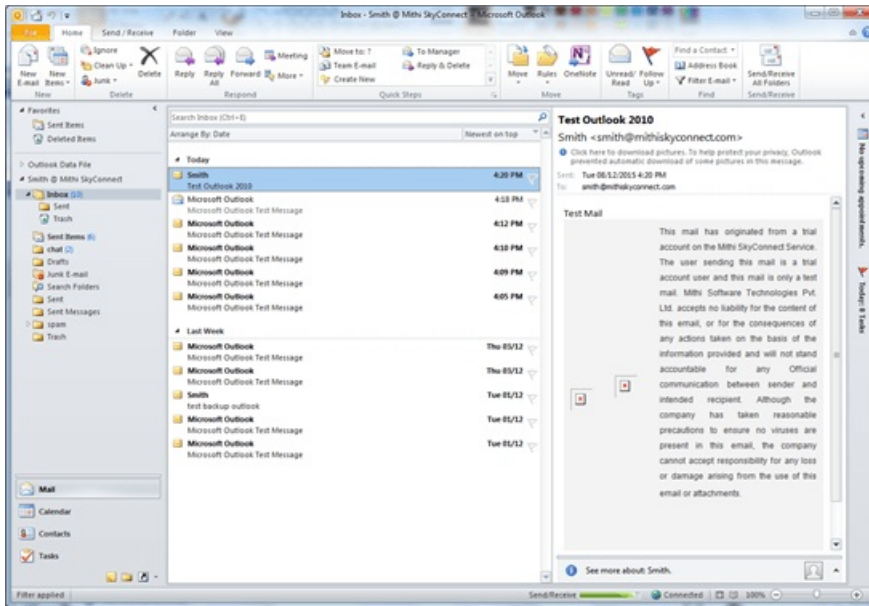 Inbox - Smith @ Mithi SkyConnect - Microsoft Outlook
File Home Send / Receive Folder View
New E-mail
New Items
New
Ignore
Clean Up
Junk
Delete
Delete
Reply
Reply All
Forward
Meeting
More
Respond
Move to: ?
Team E-mail
Create New
To Manager
Reply & Delete
Quick Steps
Move
Rules
OneNote
Move
Unread/ Read
Follow Up
Tags
Find a Contact
Address Book
Filter E-mail
Find
Send/Receive All Folders
Send/Receive
Favorites
Sent Items
Deleted Items
Outlook Data File
Smith @ Mithi SkyConnect
Inbox (10)
Sent
Trash
Sent Items (6)
chat (2)
Drafts
Junk E-mail
Search Folders
Sent
Sent Messages
spam
Trash
Mail
Calendar
Contacts
Tasks
Search Inbox (Ctrl+E)
Arrange By: Date Newest on top
Today
Smith 4:20 PM
Test Outlook 2010
Microsoft Outlook 4:18 PM
Microsoft Outlook Test Message
Microsoft Outlook 4:12 PM
Microsoft Outlook Test Message
Microsoft Outlook 4:10 PM
Microsoft Outlook Test Message
Microsoft Outlook 4:09 PM
Microsoft Outlook Test Message
Microsoft Outlook 4:05 PM
Microsoft Outlook Test Message
Last Week
Microsoft Outlook Thu 03/12
Microsoft Outlook Test Message
Microsoft Outlook Thu 03/12
Microsoft Outlook Test Message
Smith Tue 01/12
test backup outlook
Microsoft Outlook Tue 01/12
Microsoft Outlook Test Message
Microsoft Outlook Tue 01/12
Microsoft Outlook Test Message
Test Outlook 2010
Smith <smith@mithiskyconnect.com>
Click here to download pictures. To help protect your privacy, Outlook
prevented automatic download of some pictures in this message.
Sent: Tue 08/12/2015 4:20 PM
To: smith@mithiskyconnect.com
Test Mail
This mail has originated from a trial
account on the Mithi SkyConnect Service.
The user sending this mail is a trial
account user and this mail is only a test
mail. Mithi Software Technologies Pvt.
Ltd. accepts no liability for the content of
this email, or for the consequences of
any actions taken on the basis of the
information provided and will not stand
accountable for any Official
communication between sender and
intended recipient. Although the
company has taken reasonable
precautions to ensure no viruses are
present in this email, the company
cannot accept responsibility for any loss
or damage arising from the use of this
email or attachments.
See more about: Smith.
No upcoming appointments.
Today: 8 Tasks
Filter applied
Send/Receive
Connected
100%